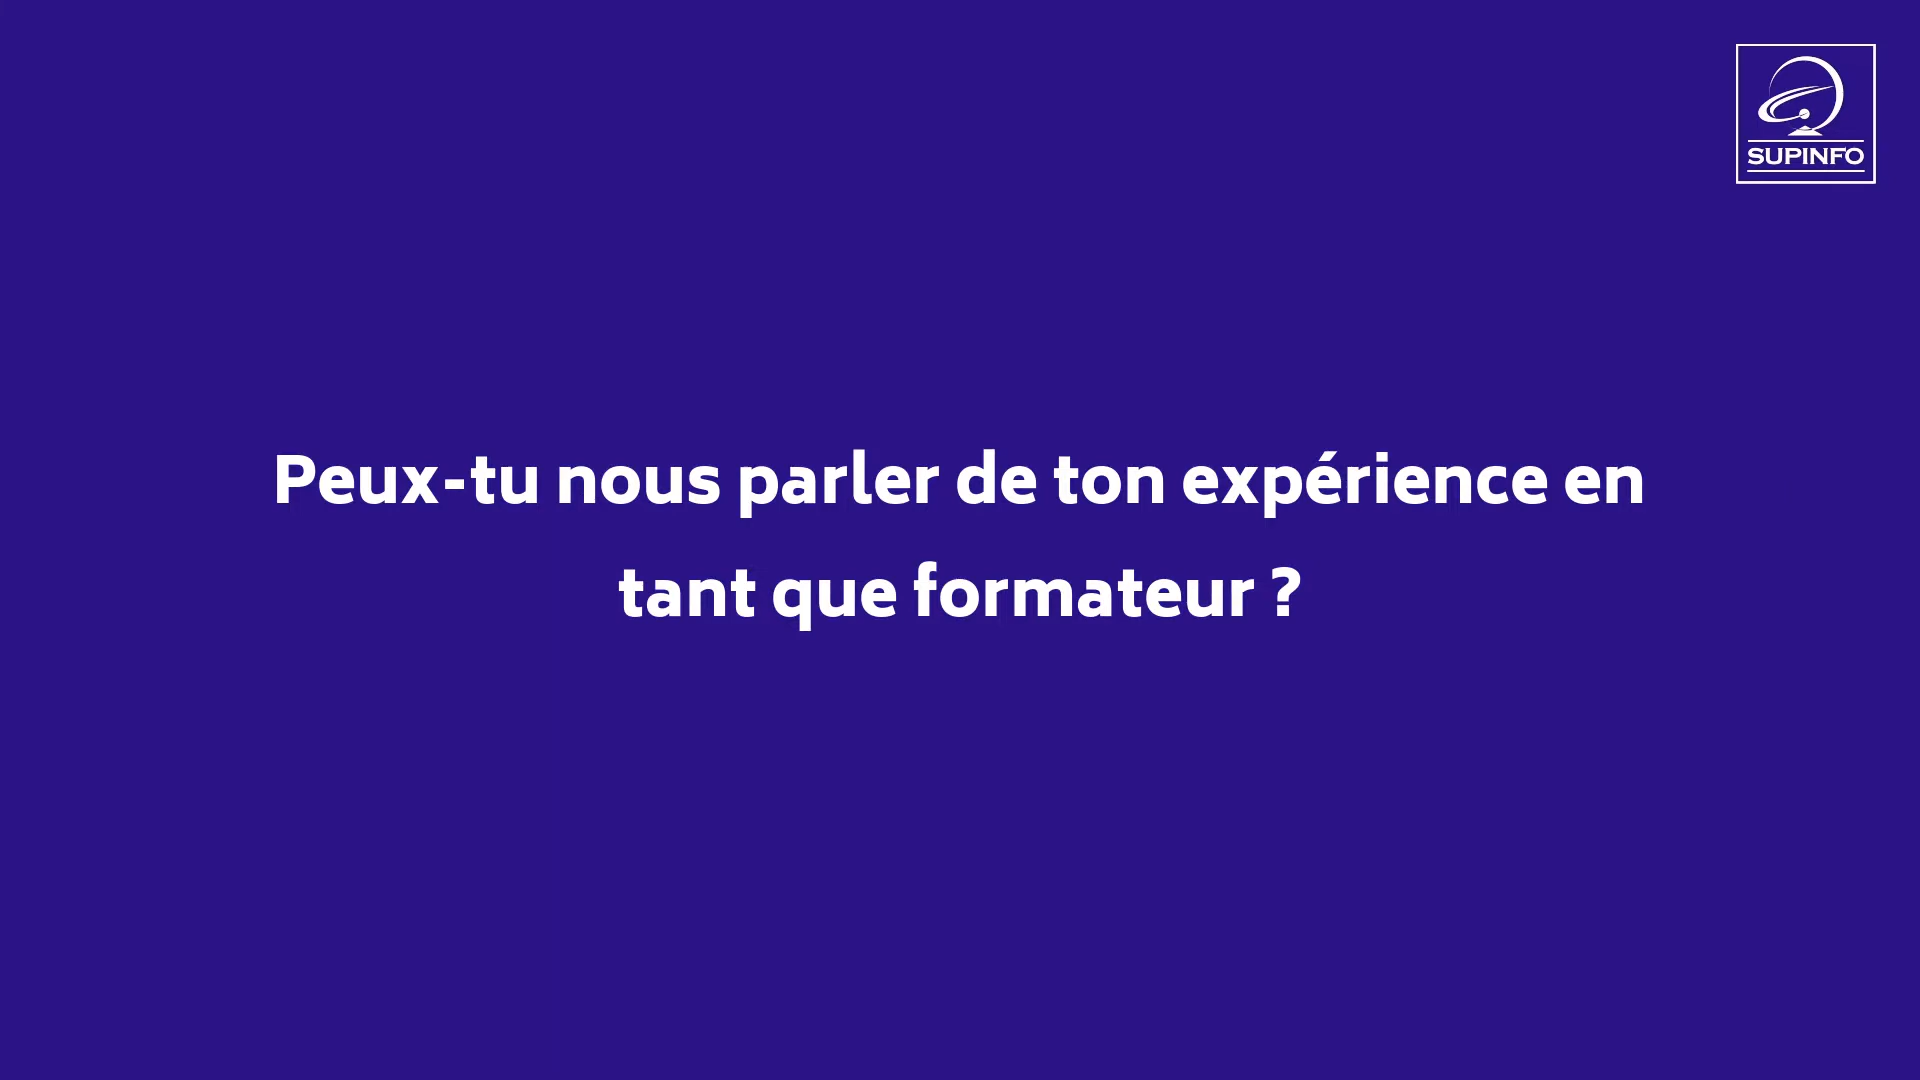 SUPINFO
Peux-tu nous parler de ton expérience en
tant que formateur ?